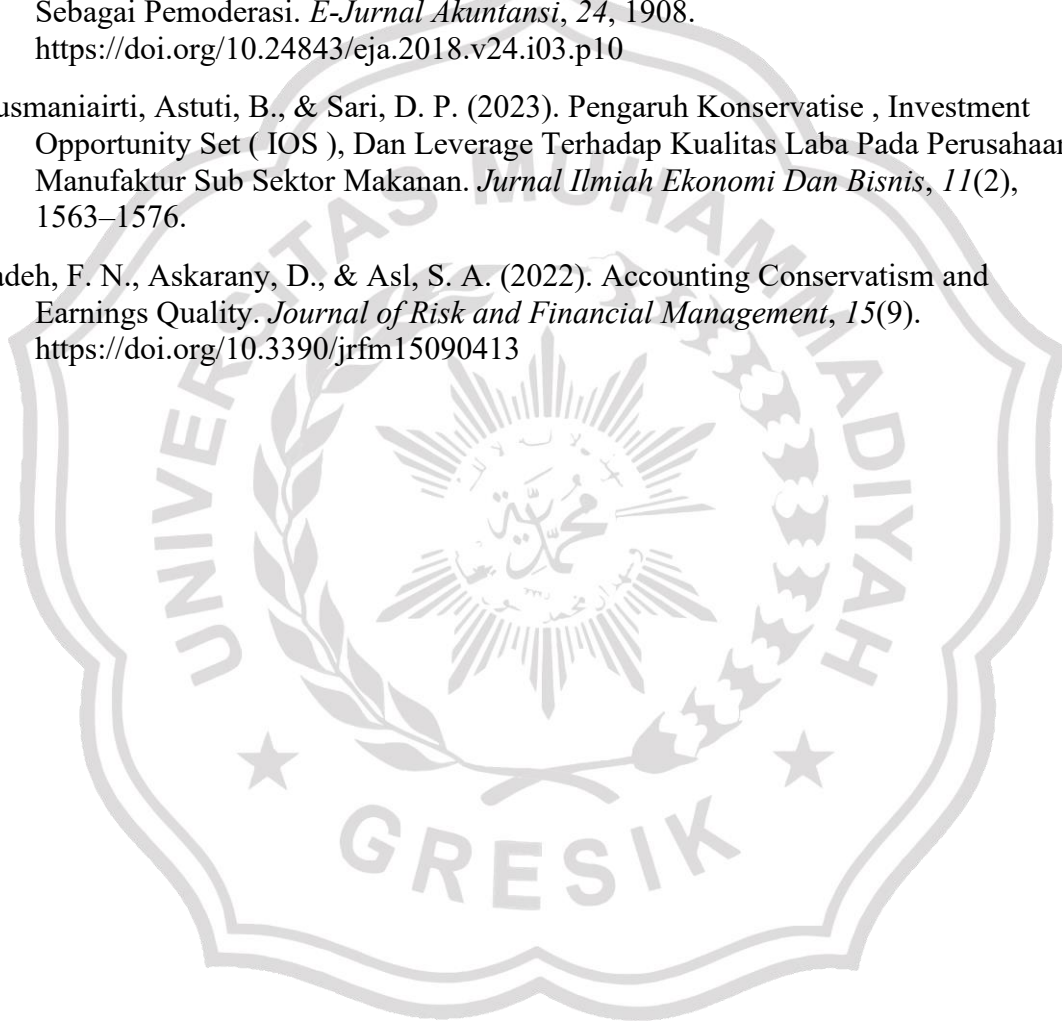 Sebagai Pemoderasi. E-Jurnal Akuntansi, 24, 1908.
https://doi.org/10.24843/eja.2018.v24.i03.p10
usmaniairti, Astuti, B., & Sari, D. P. (2023). Pengaruh Konservatise , Investment
Opportunity Set ( IOS ), Dan Leverage Terhadap Kualitas Laba Pada Perusahaan
Manufaktur Sub Sektor Makanan. Jurnal Ilmiah Ekonomi Dan Bisnis, 11(2),
1563–1576.
adeh, F. N., Askarany, D., & Asl, S. A. (2022). Accounting Conservatism and
Earnings Quality. Journal of Risk and Financial Management, 15(9).
https://doi.org/10.3390/jrfm15090413
UNIVERSITAS MUHAMMADIYAH
GRESIK